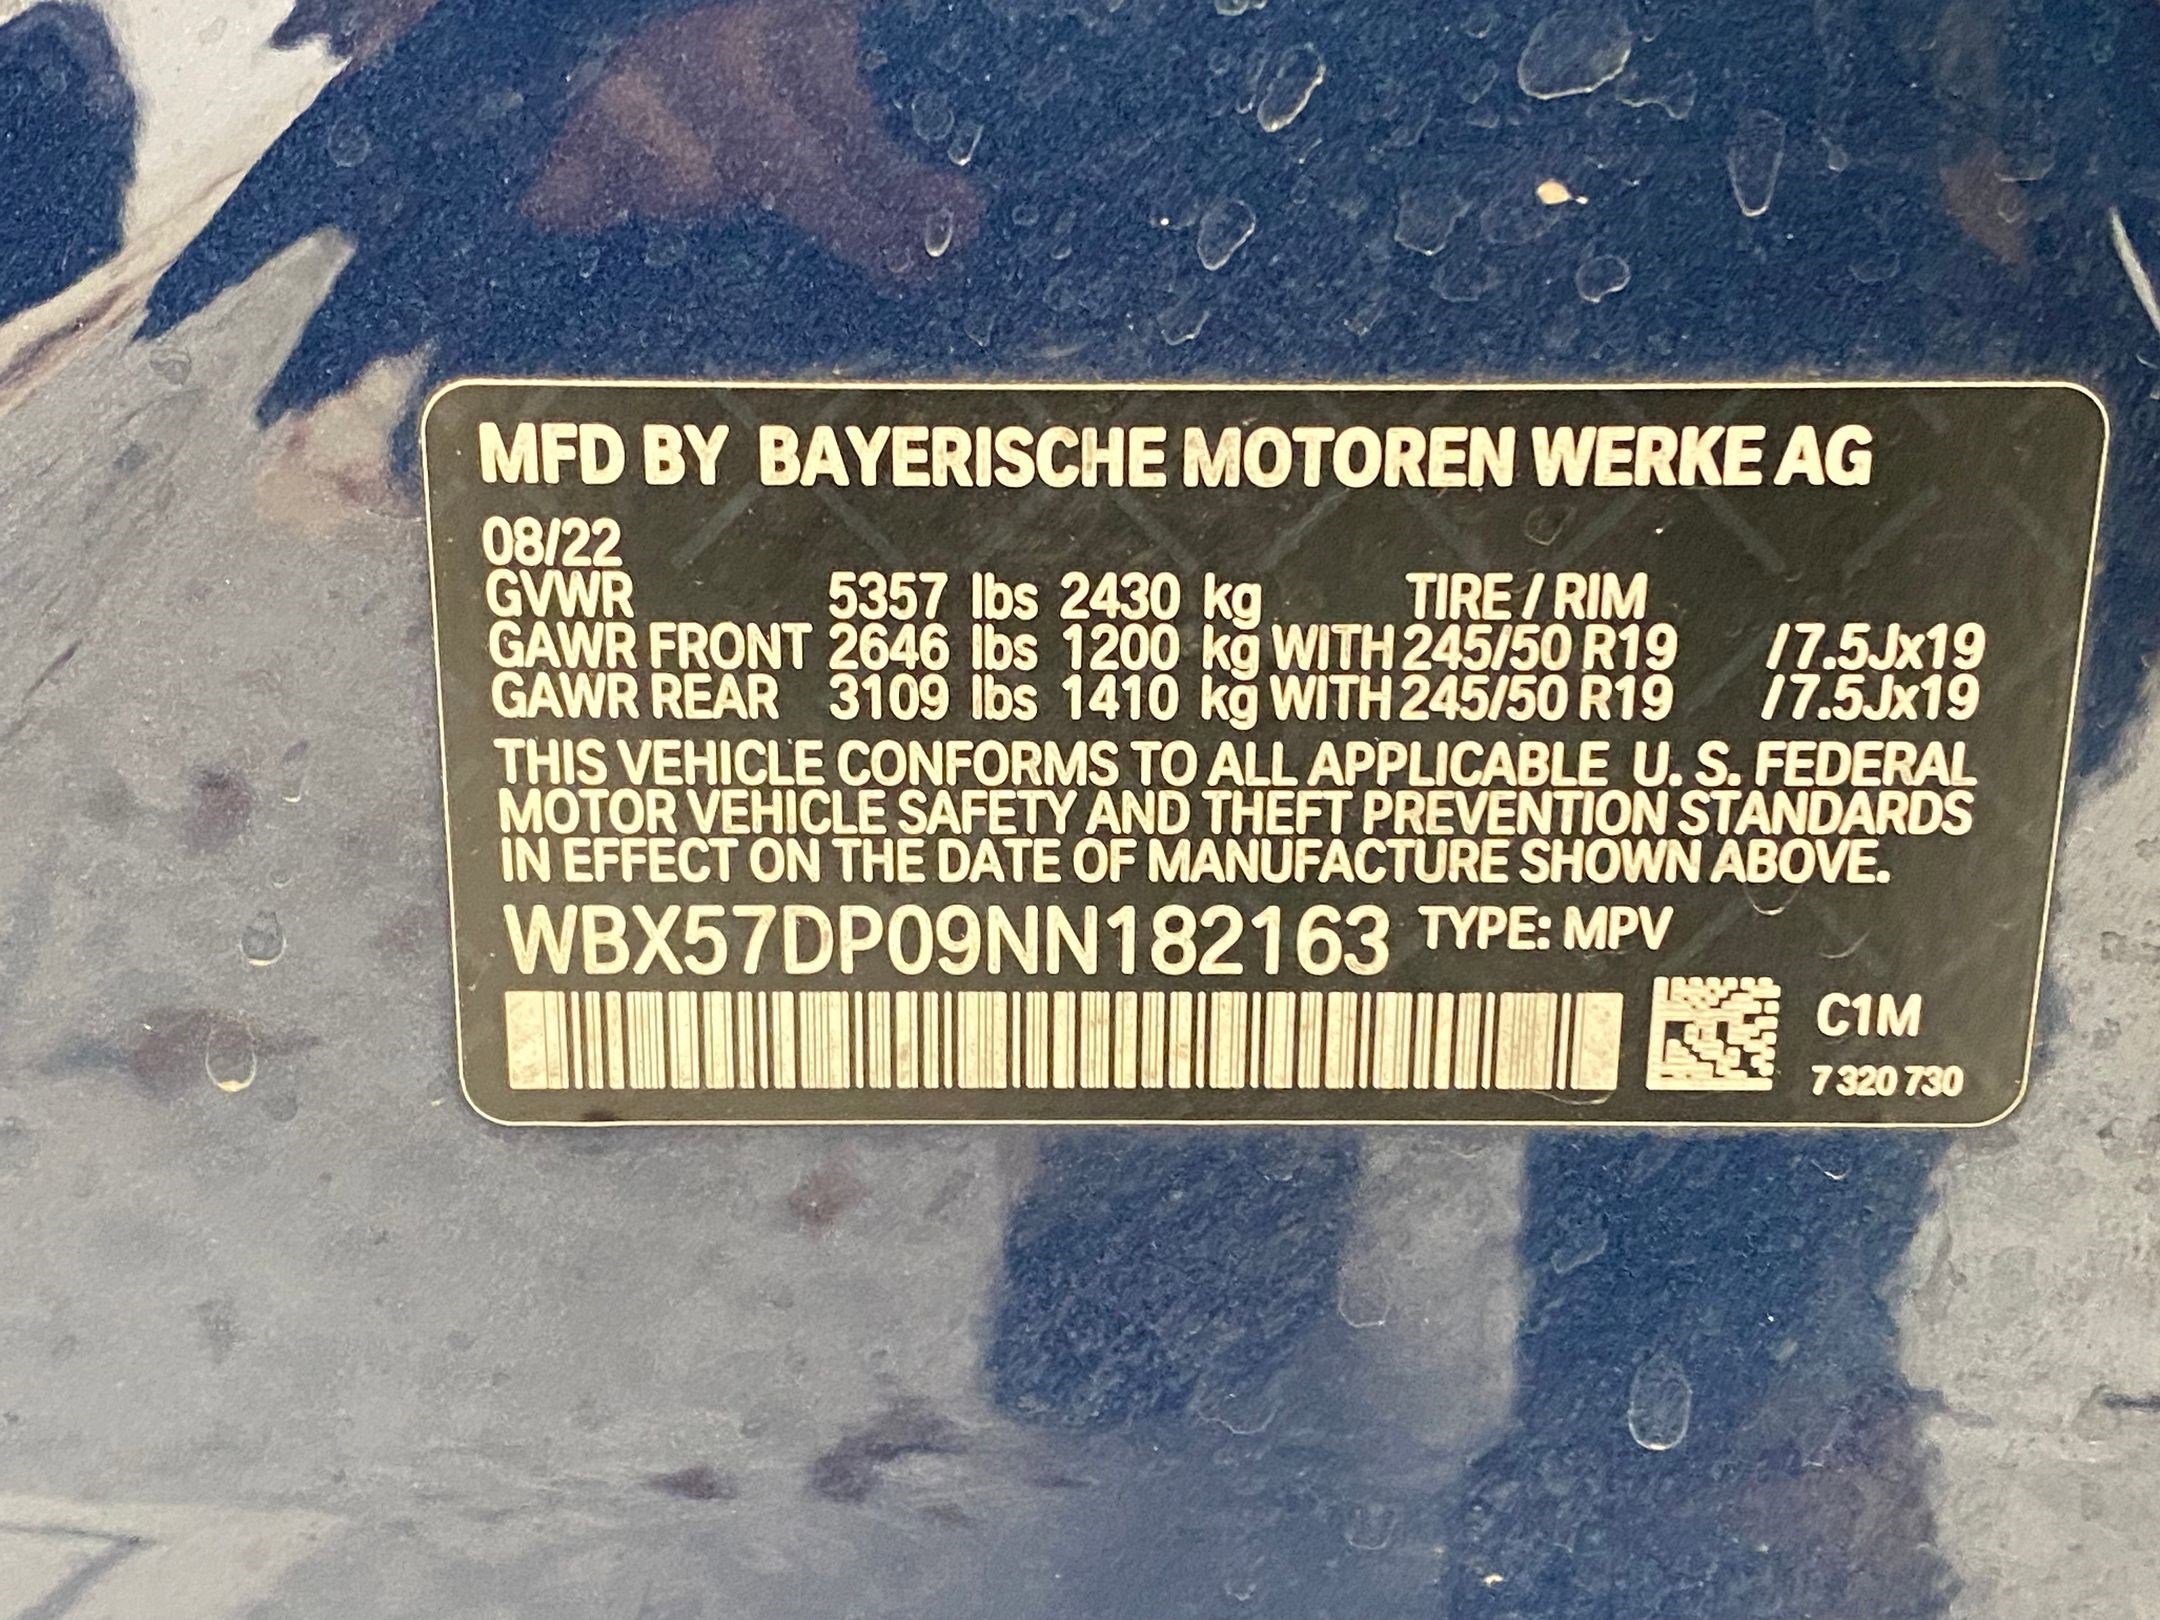 MFD BY BAYERISCHE MOTOREN WERKE AG
08/22
GVWR 5357 lbs 2430 kg TIRE / RIM
GAWR FRONT 2646 lbs 1200 kg WITH 245/50 R19 /7.5Jx19
GAWR REAR 3109 lbs 1410 kg WITH 245/50 R19 /7.5Jx19
THIS VEHICLE CONFORMS TO ALL APPLICABLE U. S. FEDERAL
MOTOR VEHICLE SAFETY AND THEFT PREVENTION STANDARDS
IN EFFECT ON THE DATE OF MANUFACTURE SHOWN ABOVE.
WBX57DP09NN182163 TYPE: MPV
C1M
7 320 730